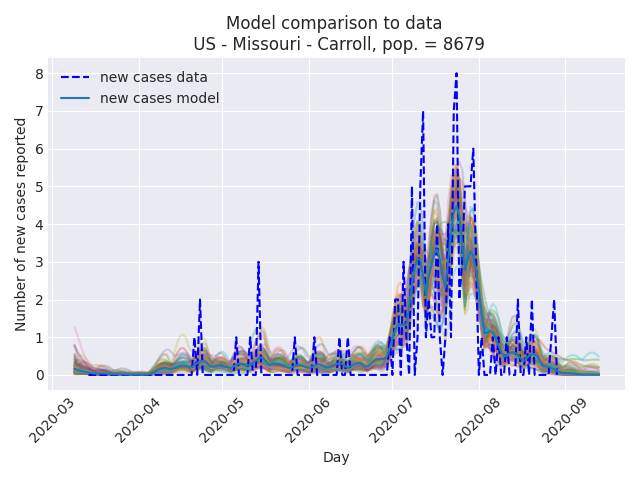 Model comparison to data
US - Missouri - Carroll, pop. = 8679
new cases data
new cases model
Number of new cases reported
8
7
6
5
4
3
2
1
0
2020-03
2020-04
2020-05
2020-06
2020-07
2020-08
2020-09
Day